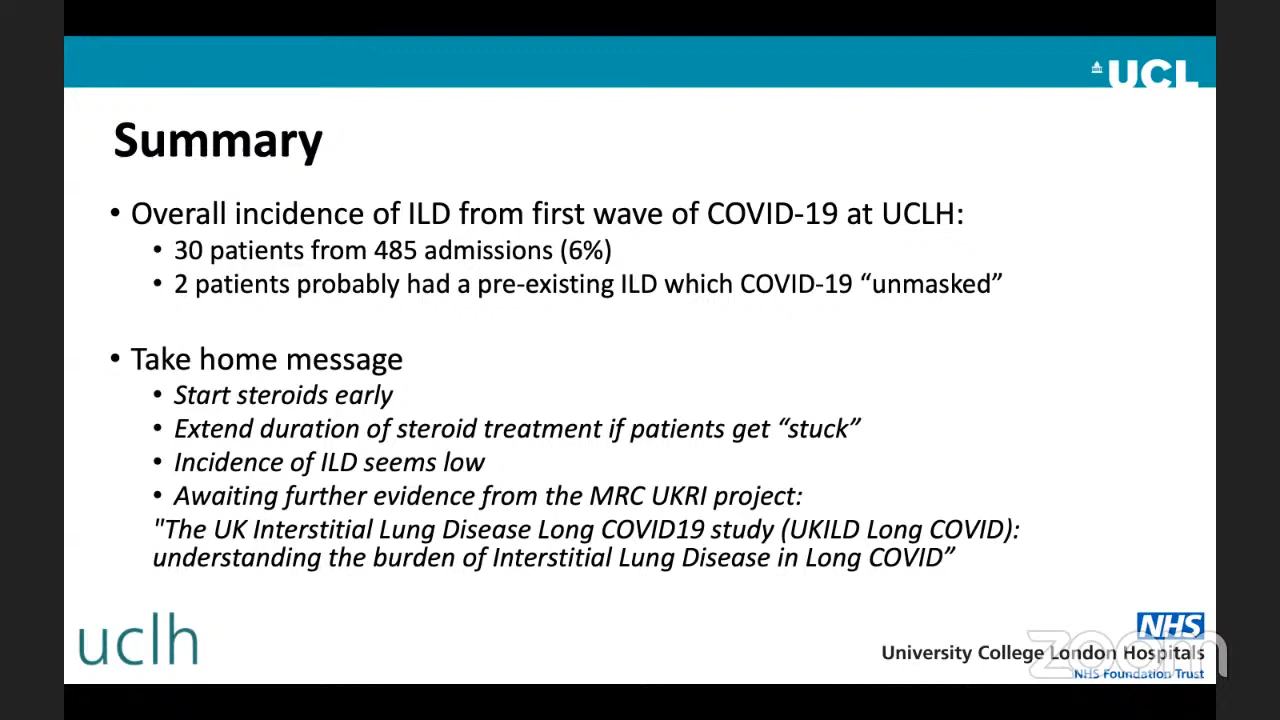 UCL
Summary
• Overall incidence of ILD from first wave of COVID-19 at UCLH:
• 30 patients from 485 admissions (6%)
• 2 patients probably had a pre-existing ILD which COVID-19 “unmasked”
• Take home message
• Start steroids early
• Extend duration of steroid treatment if patients get “stuck”
• Incidence of ILD seems low
• Awaiting further evidence from the MRC UKRI project:
"The UK Interstitial Lung Disease Long COVID19 study (UKILD Long COVID):
understanding the burden of Interstitial Lung Disease in Long COVID”
uclh
NHS
University College London Hospitals
NHS Foundation Trust
zoom